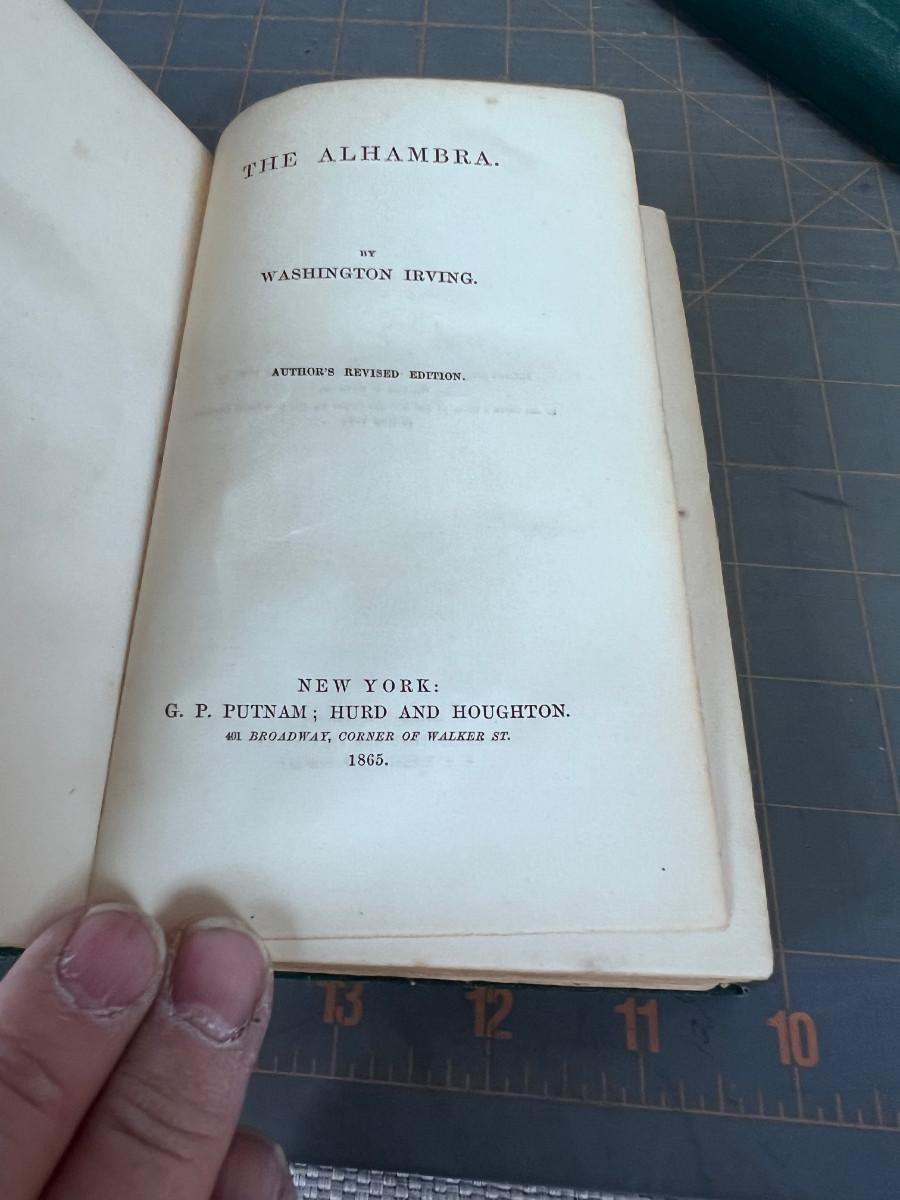 THE ALHAMBRA.
BY
WASHINGTON IRVING.
AUTHOR'S REVISED EDITION.
NEW YORK:
G. P. PUTNAM; HURD AND HOUGHTON.
401 BROADWAY, CORNER OF WALKER ST.
1865.
13 12 11 10